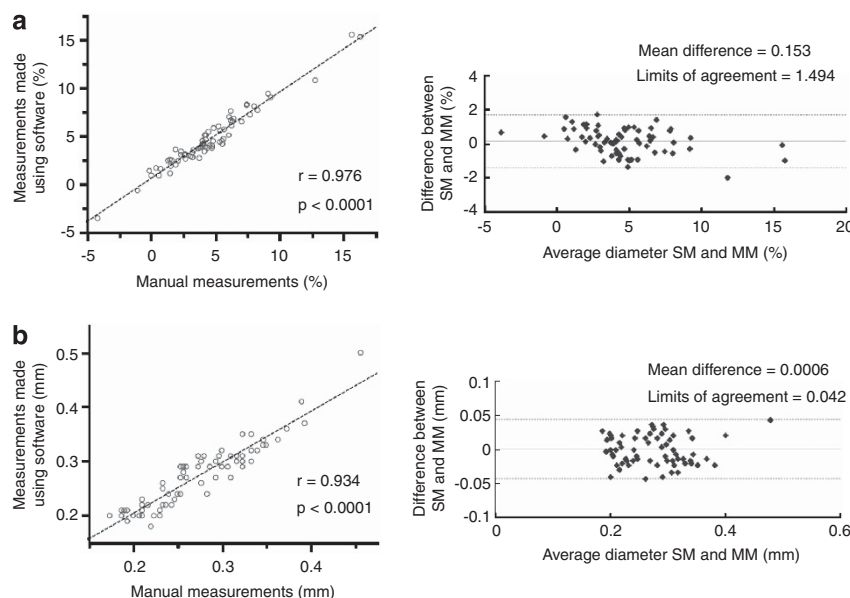 a
Measurements made
using software (%)
15
10
5
0
-5
-5
0
5
10
15
Manual measurements (%)
r = 0.976
p < 0.0001
Mean difference = 0.153
Limits of agreement = 1.494
Difference between
SM and MM (%)
4
2
0
-2
-4
-5
0
5
10
15
20
Average diameter SM and MM (%)
b
Measurements made
using software (mm)
0.5
0.4
0.3
0.2
0.2
0.3
0.4
Manual measurements (mm)
r = 0.934
p < 0.0001
Mean difference = 0.0006
Limits of agreement = 0.042
Difference between
SM and MM (mm)
0.1
0.05
0
-0.05
-0.1
0
0.2
0.4
0.6
Average diameter SM and MM (mm)